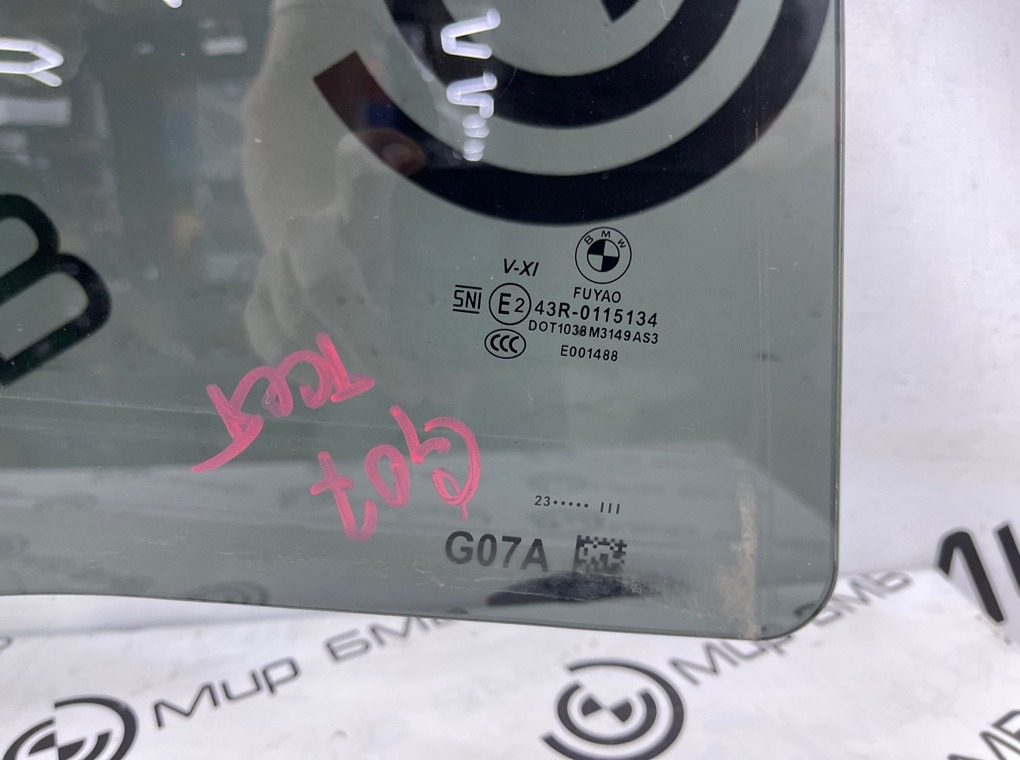 B
BMW
V-XI
FUYAO
SNI E2 43R-0115134
DOT1038 M3149 AS3
CCC E001488
G07
23••••• III
G07A
Мир БМВ
Мир БМВ